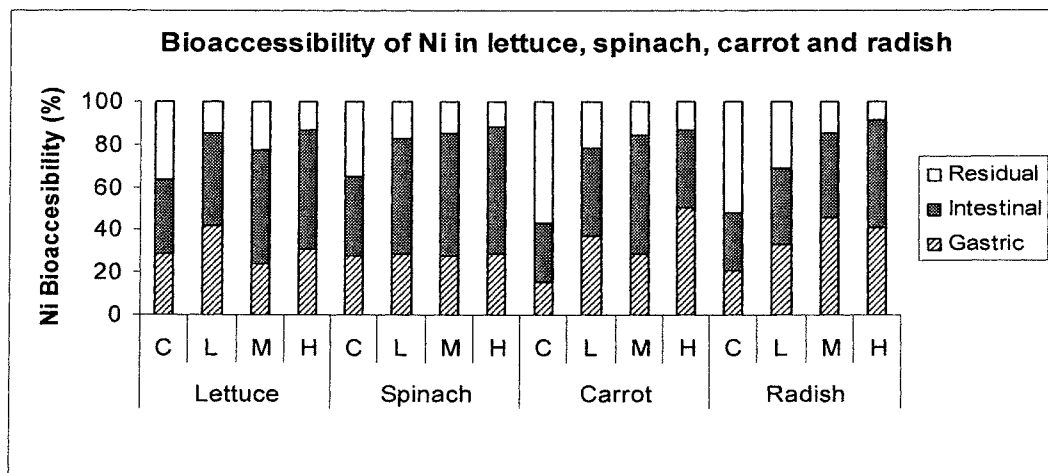 Bioaccessibility of Ni in lettuce, spinach, carrot and radish
Ni Bioaccesibility (%)
100
80
60
40
20
0
C L M H C L M H C L M H C L M H
Lettuce Spinach Carrot Radish
Residual
Intestinal
Gastric